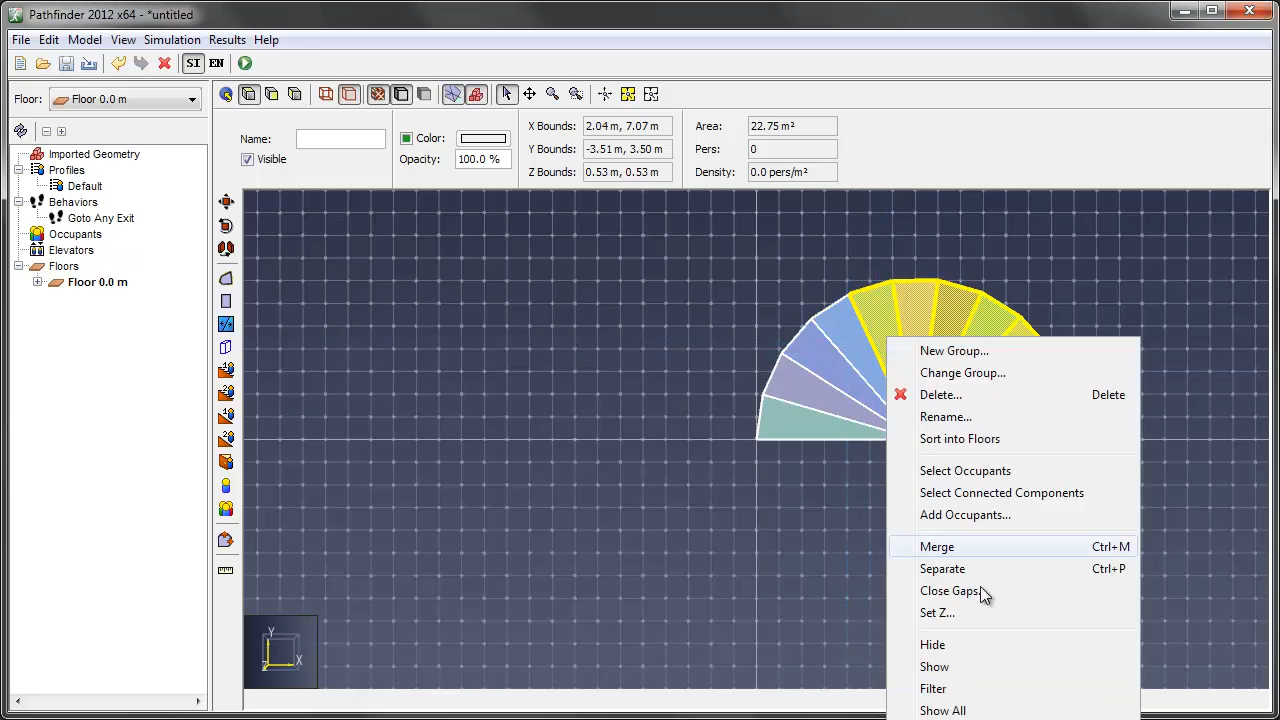 Pathfinder 2012 x64 - *untitled
File Edit Model View Simulation Results Help
SI EN
Floor: Floor 0.0 m
Name:
Visible
Color:
Opacity: 100.0 %
X Bounds: 2.04 m, 7.07 m
Y Bounds: -3.51 m, 3.50 m
Z Bounds: 0.53 m, 0.53 m
Area: 22.75 m²
Pers: 0
Density: 0.0 pers/m²
Imported Geometry
Profiles
Default
Behaviors
Goto Any Exit
Occupants
Elevators
Floors
Floor 0.0 m
New Group...
Change Group...
Delete... Delete
Rename...
Sort into Floors
Select Occupants
Select Connected Components
Add Occupants...
Merge Ctrl+M
Separate Ctrl+P
Close Gaps.
Set Z...
Hide
Show
Filter
Show All
Y
X
Z